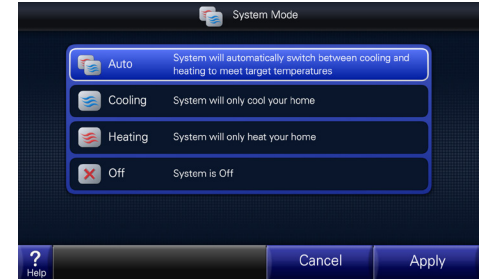 System Mode
Auto
System will automatically switch between cooling and
heating to meet target temperatures
Cooling
System will only cool your home
Heating
System will only heat your home
Off
System is Off
?
Help
Cancel
Apply